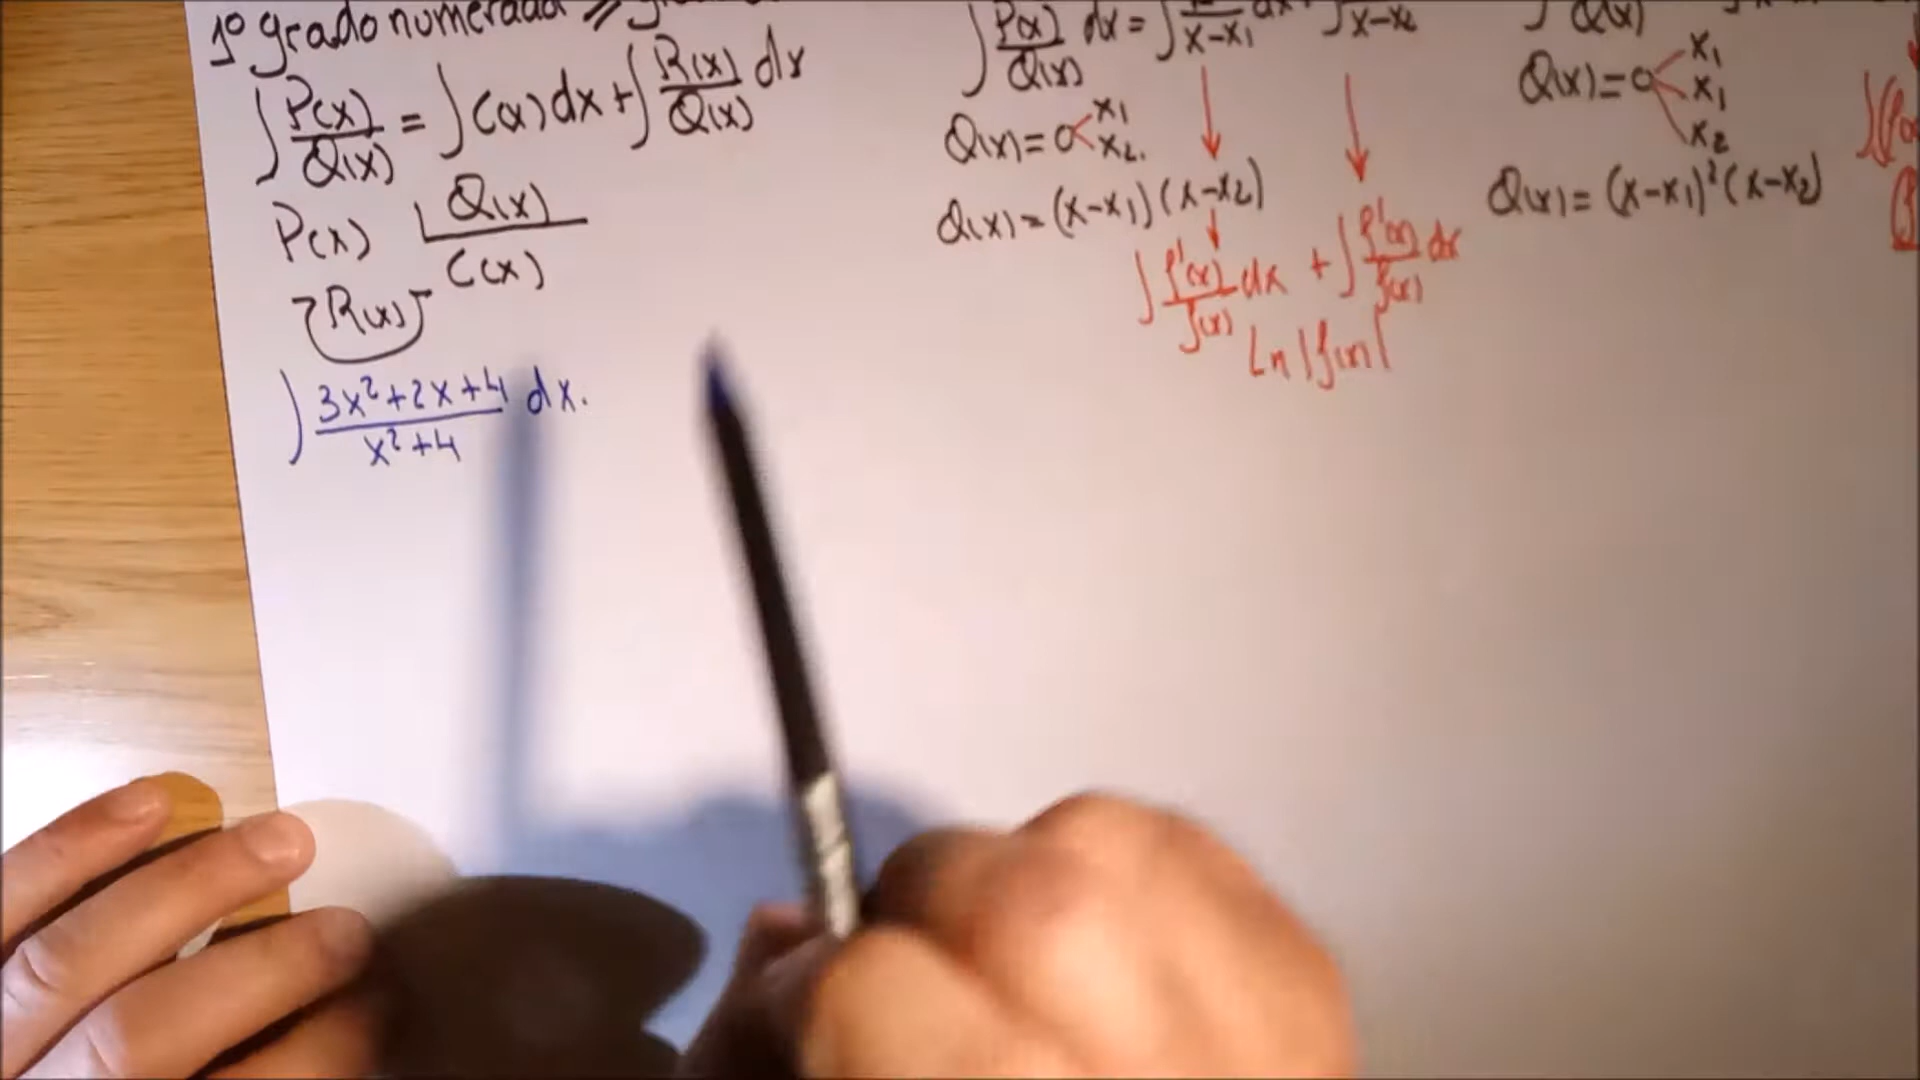 1º grado numerador ≥
∫ P(x)/Q(x) = ∫ C(x) dx + ∫ R(x)/Q(x) dx
P(x) | Q(x)
C(x)
R(x)
∫ (3x²+2x+4)/(x²+4) dx.
∫ P(x)/Q(x) dx = ∫ /(x-x₁) dx ∫ /(x-x₂)
Q(x)=0 < x₁
x₂.
Q(x) = (x-x₁)(x-x₂)
∫ f'(x)/f(x) dx + ∫ f'(x)/f(x) dx
Ln |f(x)|
∫ Q(x)
Q(x)=0 < x₁
x₁
x₂
Q(x) = (x-x₁)²(x-x₂)